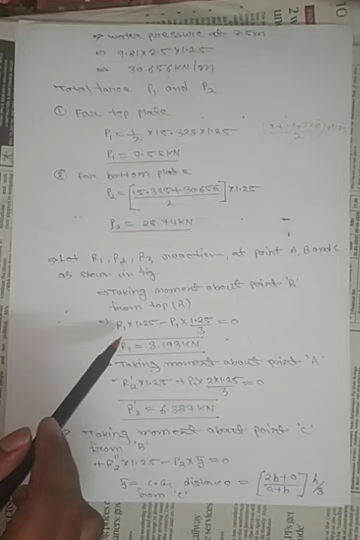 ⇒ water pressure at 2.5m
⇒ 9.81×2.5×1.25
⇒ 30.656 KN/m
Total force P₁ and P₂
① For top plate
P₁ = 1/2 × 15.328×1.25
P₁ = 9.58 KN
② For bottom plate
P₂ = [15.325+30.656 / 2] ×1.25
P₂ = 28.74 KN
⇒ Let R₁, R₂, R₃ reaction, at point A, B and C
as shown in fig
⇒ Taking moment about point 'B'
from top (A)
⇒ R₁×1.25 - P₁× 1.25/3 = 0
R₁ = 3.193 KN
Taking moment about point 'A'
R₂'×1.25 + P₁× 2×1.25/3 = 0
R₂' = 6.387 KN
Taking moment about point 'C'
from 'B'
+R₂''×1.25 - P₂×ȳ = 0
ȳ = C.G. distance = [2b+a / a+b] h/3
from 'C'